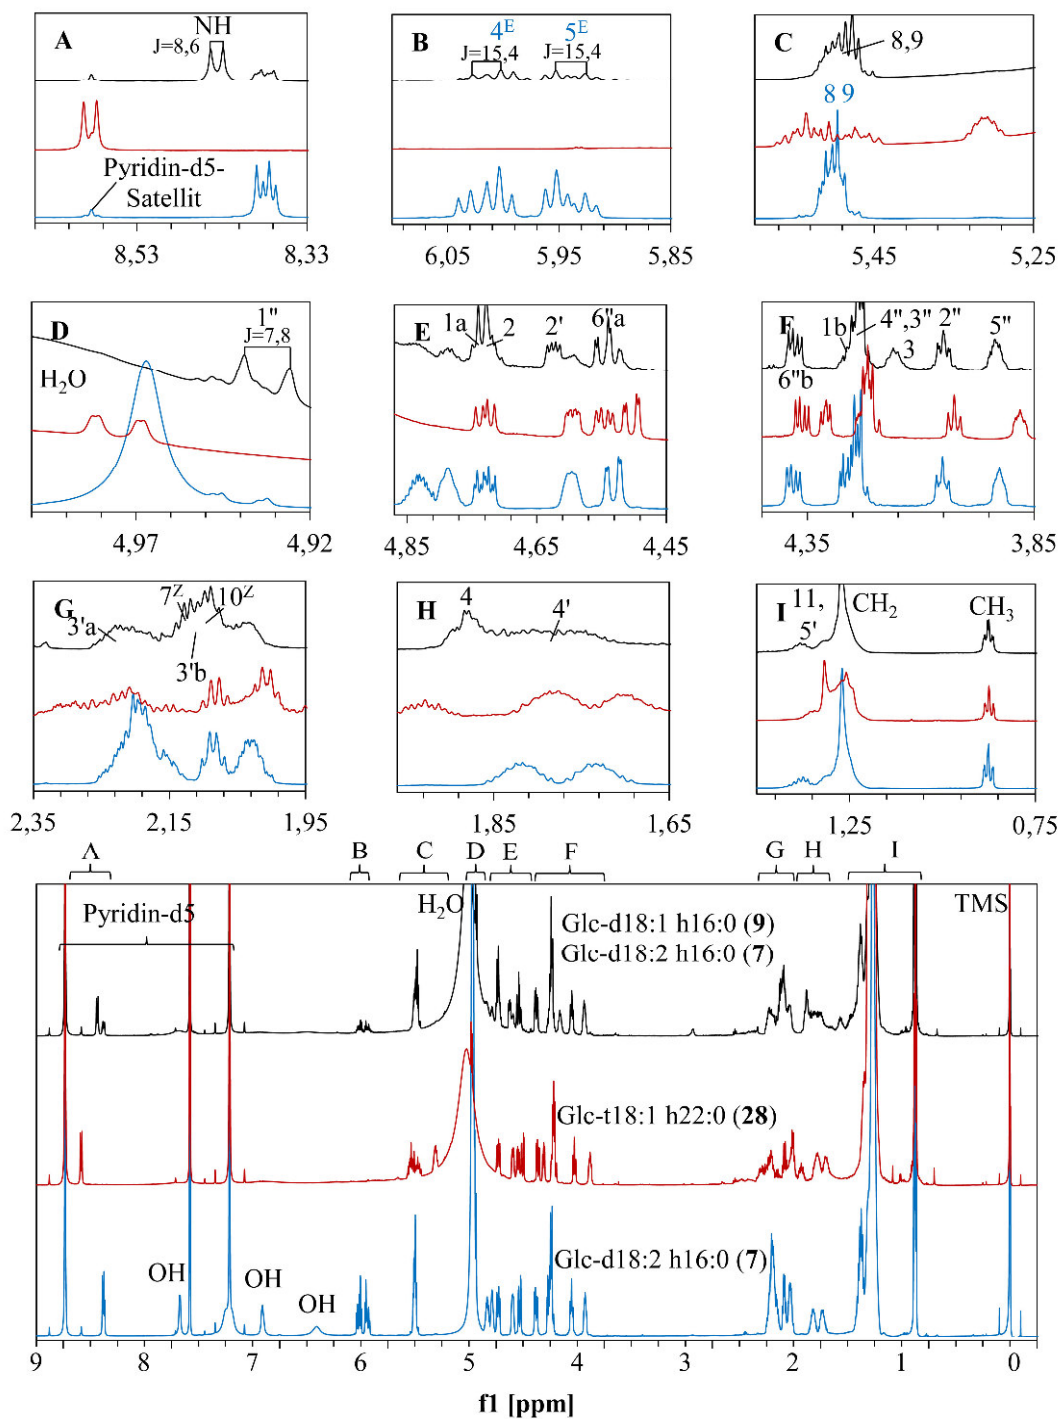 A
NH
J=8,6
Pyridin-d5-
Satellit
8,53
8,33
B
4E
5E
J=15,4
J=15,4
6,05
5,95
5,85
C
8,9
8 9
5,45
5,25
D
1''
J=7,8
H2O
4,97
4,92
E
1a
2
2'
6''a
4,85
4,65
4,45
F
1b
4'',3''
3
2''
5''
6''b
4,35
3,85
G
7Z
10Z
3'a
3'b
2,35
2,15
1,95
H
4
4'
1,85
1,65
I
11,
5'
CH2
CH3
1,25
0,75
A
B
C
D
E
F
G
H
I
Pyridin-d5
H2O
TMS
Glc-d18:1 h16:0 (9)
Glc-d18:2 h16:0 (7)
Glc-t18:1 h22:0 (28)
Glc-d18:2 h16:0 (7)
OH
OH
OH
9
8
7
6
5
4
3
2
1
0
f1 [ppm]